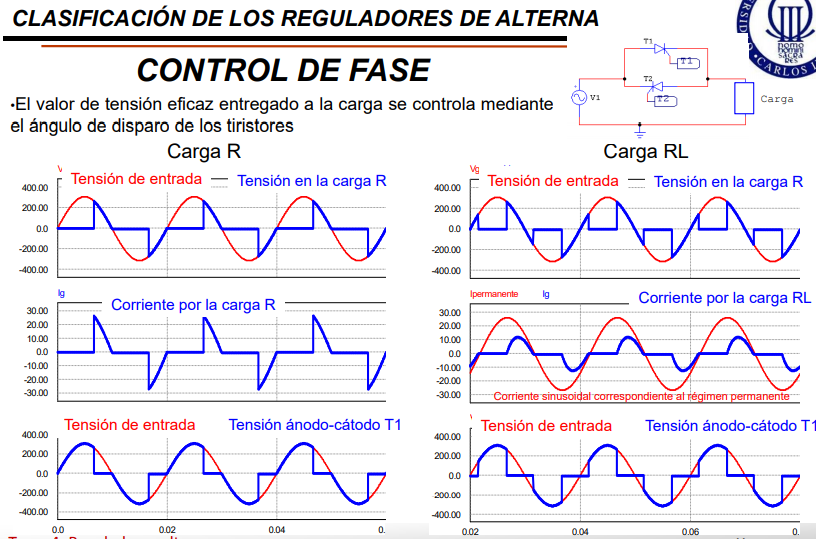 CLASIFICACIÓN DE LOS REGULADORES DE ALTERNA
CONTROL DE FASE
•El valor de tensión eficaz entregado a la carga se controla mediante
el ángulo de disparo de los tiristores
T1
T1
T2
T2
V1
Carga
HOMO
HOMINI
SACRA
RES
CARLOS
Carga R
Tensión de entrada
Tensión en la carga R
400.00
200.00
0.0
-200.00
-400.00
Ig
Corriente por la carga R
30.00
20.00
10.00
0.0
-10.00
-20.00
-30.00
Tensión de entrada
Tensión ánodo-cátodo T1
400.00
200.00
0.0
-200.00
-400.00
0.0
0.02
0.04
Carga RL
Vg
Tensión de entrada
Tensión en la carga R
400.00
200.00
0.0
-200.00
-400.00
Ipermanente
Ig
Corriente por la carga RL
30.00
20.00
10.00
0.0
-10.00
-20.00
-30.00
Corriente sinusoidal correspondiente al régimen permanente
Tensión de entrada
Tensión ánodo-cátodo T1
400.00
200.00
0.0
-200.00
-400.00
0.02
0.04
0.06